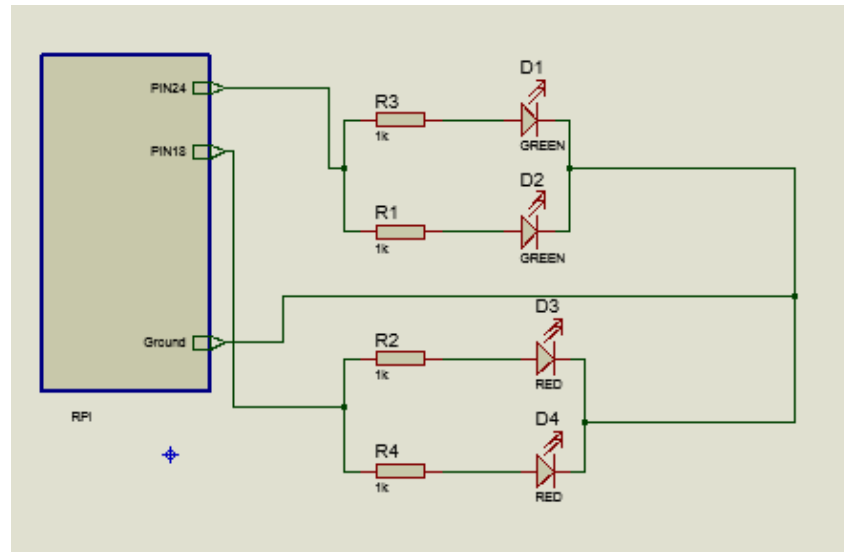 PIN24
PIN18
Ground
RPI
R3
1k
D1
GREEN
R1
1k
D2
GREEN
R2
1k
D3
RED
R4
1k
D4
RED